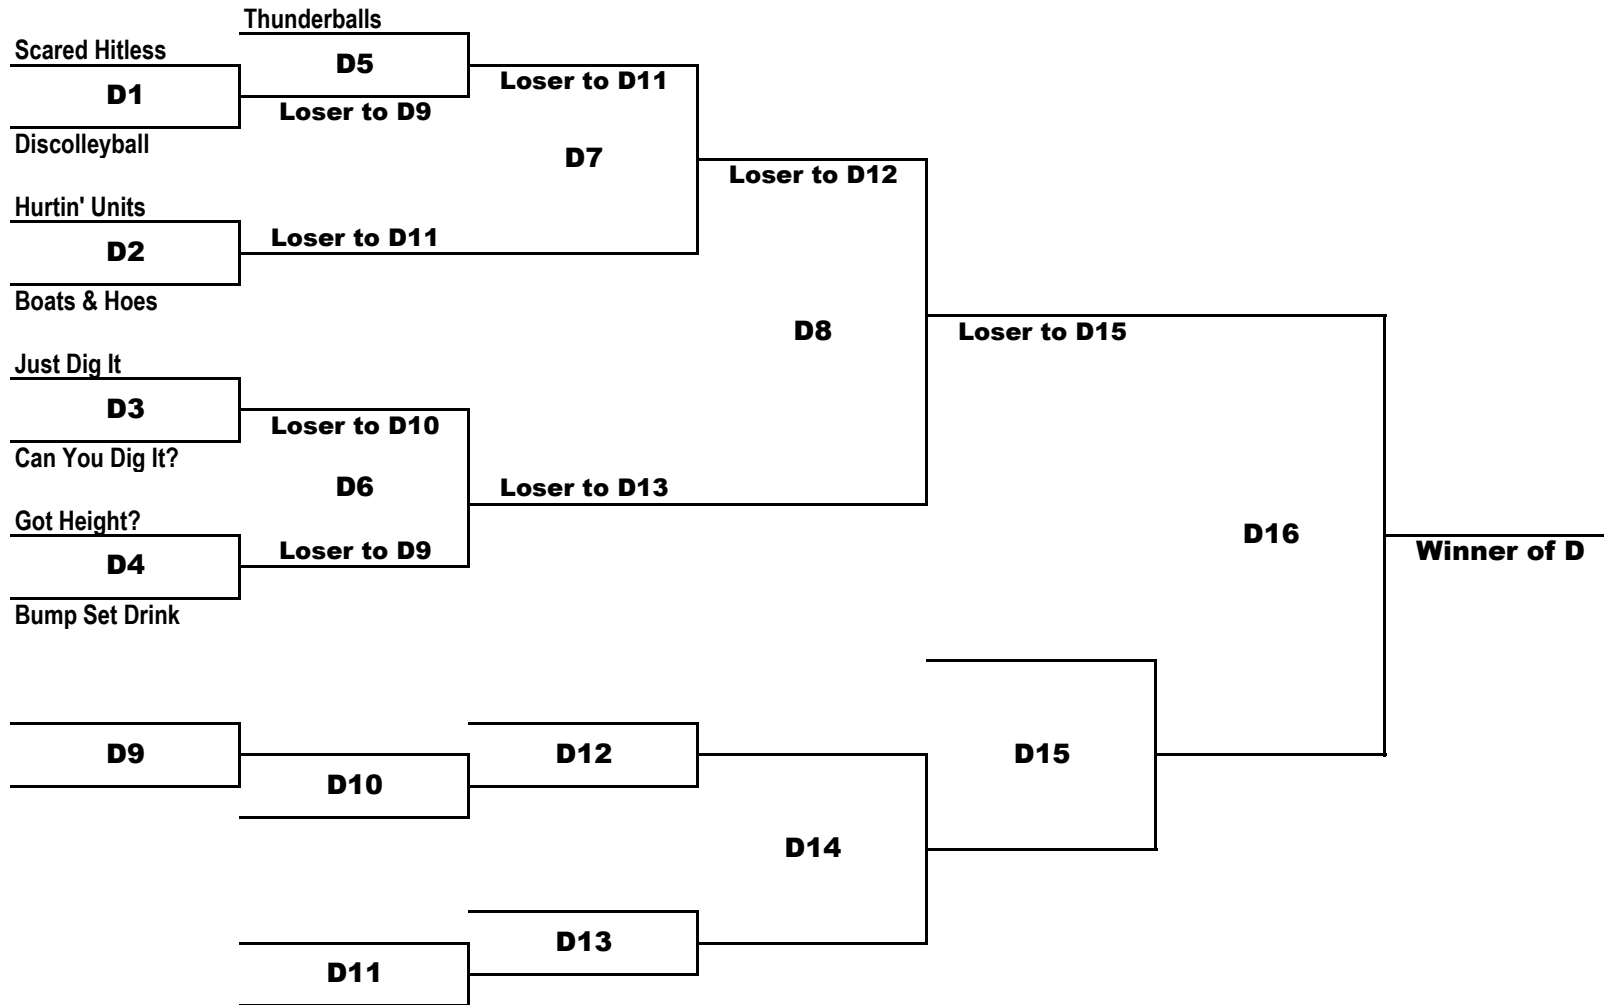 Thunderballs
Scared Hitless
D5
Loser to D11
D1
Loser to D9
Discolleyball
D7
Loser to D12
Hurtin' Units
Loser to D11
D2
Boats & Hoes
D8
Loser to D15
Just Dig It
D3
Loser to D10
Can You Dig It?
D6
Loser to D13
Got Height?
D16
Loser to D9
Winner of D
D4
Bump Set Drink
D9
D12
D15
D10
D14
D13
D11